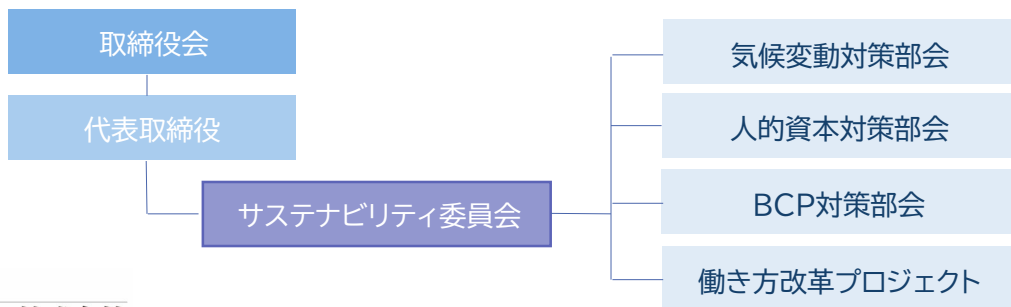 取締役会
代表取締役
サステナビリティ委員会
気候変動対策部会
人的資本対策部会
BCP対策部会
働き方改革プロジェクト